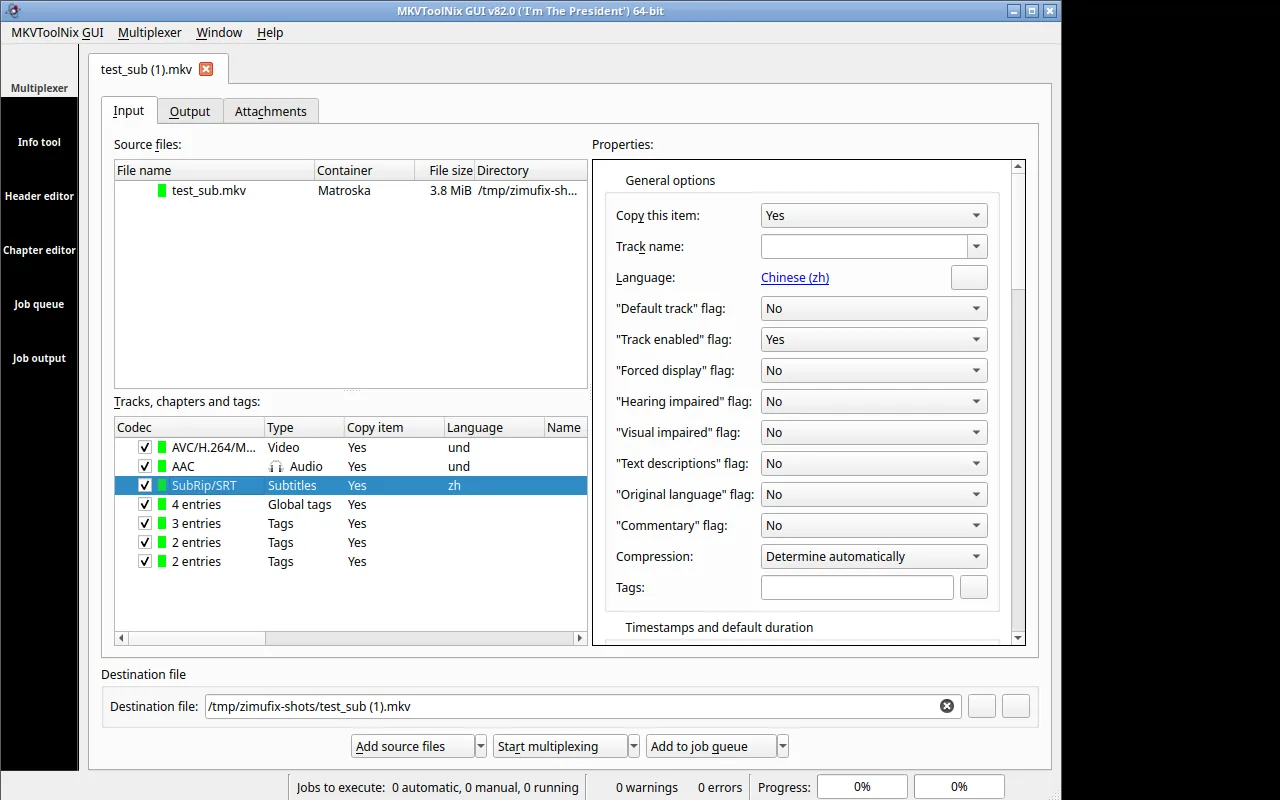 MKVToolNix GUI v82.0 ('I'm The President') 64-bit
MKVToolNix GUI Multiplexer Window Help
Multiplexer
Info tool
Header editor
Chapter editor
Job queue
Job output
test_sub (1).mkv
Input Output Attachments
Source files:
File name Container File size Directory
test_sub.mkv Matroska 3.8 MiB /tmp/zimufix-sh...
Tracks, chapters and tags:
Codec Type Copy item Language Name
AVC/H.264/M... Video Yes und
AAC Audio Yes und
SubRip/SRT Subtitles Yes zh
4 entries Global tags Yes
3 entries Tags Yes
2 entries Tags Yes
2 entries Tags Yes
Properties:
General options
Copy this item: Yes
Track name:
Language: Chinese (zh)
"Default track" flag: No
"Track enabled" flag: Yes
"Forced display" flag: No
"Hearing impaired" flag: No
"Visual impaired" flag: No
"Text descriptions" flag: No
"Original language" flag: No
"Commentary" flag: No
Compression: Determine automatically
Tags:
Timestamps and default duration
Destination file
Destination file: /tmp/zimufix-shots/test_sub (1).mkv
Add source files Start multiplexing Add to job queue
Jobs to execute: 0 automatic, 0 manual, 0 running 0 warnings 0 errors Progress: 0% 0%